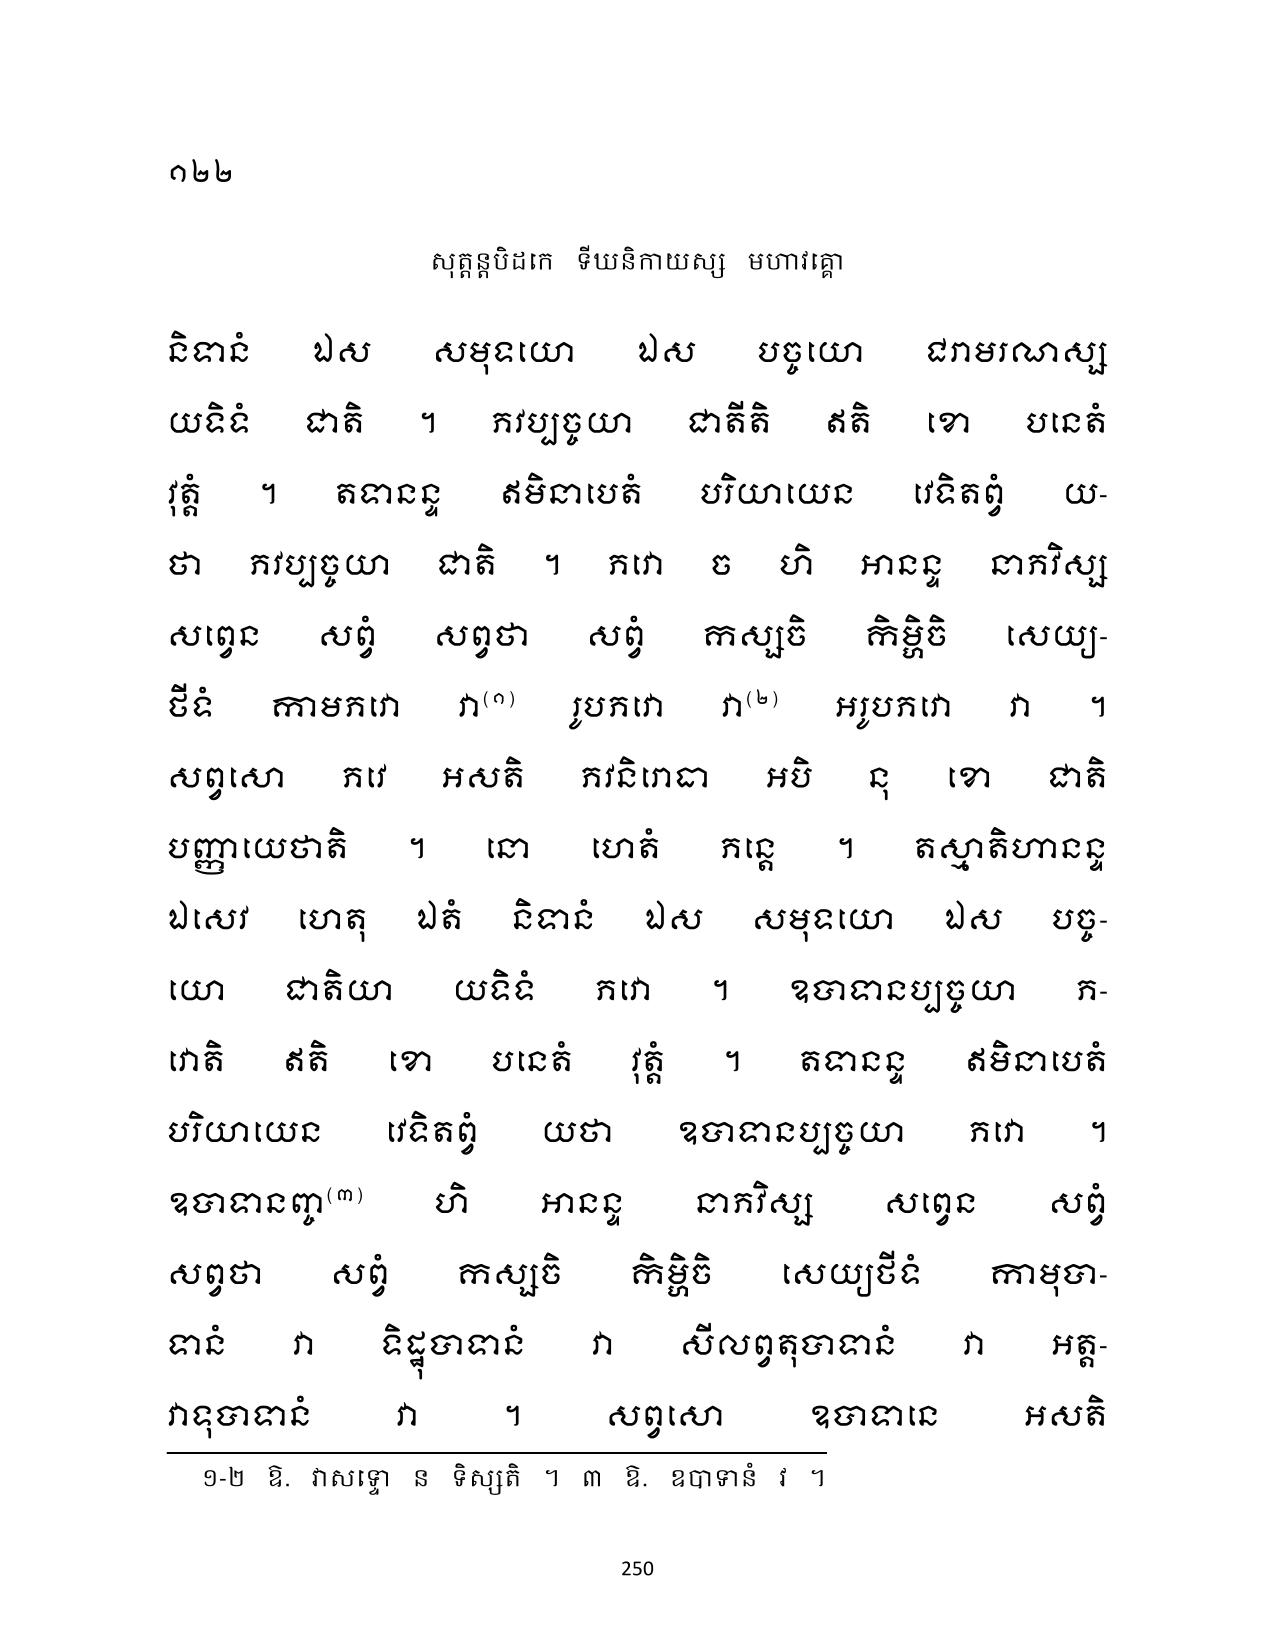 ១២២
សុត្តន្តបិដកេ ទីឃនិកាយស្ស មហាវគ្គោ
និទានំ ឯស សមុទយោ ឯស បច្ចយោ ជរាមរណស្ស
យទិទំ ជាតិ ។ ភវប្បច្ចយា ជាតីតិ ឥតិ ខោ បនេតំ
វុត្តំ ។ តទានន្ទ ឥមិនាបេតំ បរិយាយេន វេទិតព្វំ យ-
ថា ភវប្បច្ចយា ជាតិ ។ ភវោ ច ហិ អានន្ទ នាភវិស្ស
សព្វេន សព្វំ សព្វថា សព្វំ កស្សចិ កិម្ហិចិ សេយ្យ-
ថីទំ កាមភវោ វា(១) រូបភវោ វា(២) អរូបភវោ វា ។
សព្វសោ ភវេ អសតិ ភវនិរោធា អបិ នុ ខោ ជាតិ
បញ្ញាយេថាតិ ។ នោ ហេតំ ភន្តេ ។ តស្មាតិហានន្ទ
ឯសេវ ហេតុ ឯតំ និទានំ ឯស សមុទយោ ឯស បច្ច-
យោ ជាតិយា យទិទំ ភវោ ។ ឧបាទានប្បច្ចយា ភ-
វោតិ ឥតិ ខោ បនេតំ វុត្តំ ។ តទានន្ទ ឥមិនាបេតំ
បរិយាយេន វេទិតព្វំ យថា ឧបាទានប្បច្ចយា ភវោ ។
ឧបាទានញ្ច(៣) ហិ អានន្ទ នាភវិស្ស សព្វេន សព្វំ
សព្វថា សព្វំ កស្សចិ កិម្ហិចិ សេយ្យថីទំ កាមុបា-
ទានំ វា ទិដ្ឋុបាទានំ វា សីលព្វតុបាទានំ វា អត្ត-
វាទុបាទានំ វា ។ សព្វសោ ឧបាទានេ អសតិ
១-២ ឱ. វាសទ្ទោ ន ទិស្សតិ ។ ៣ ឱ. ឧបាទានំ វ ។
250